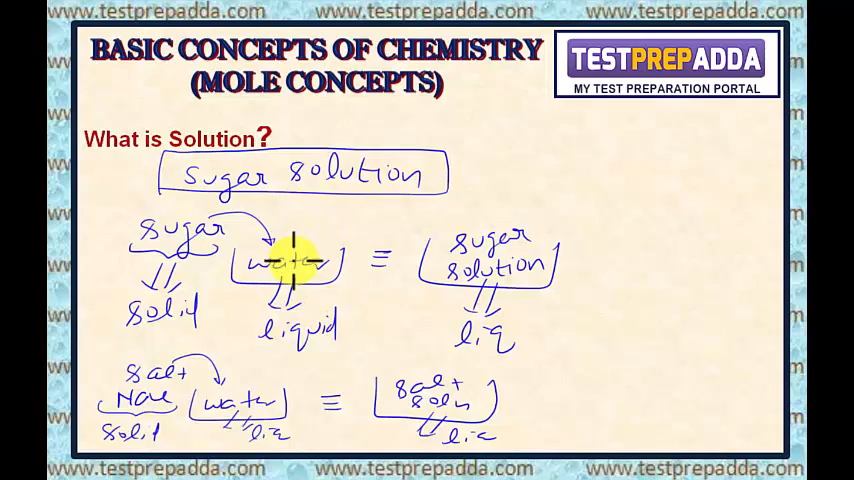 www.testprepadda.com www.testprepadda.com www.testprepadda.com
BASIC CONCEPTS OF CHEMISTRY
(MOLE CONCEPTS)
TESTPREPADDA
MY TEST PREPARATION PORTAL
What is Solution?
sugar solution
sugar water ≡ sugar
solution
solid liquid liq
salt
water ≡ salt
soln
solid liq liq
www.testprepadda.com www.testprepadda.com www.testprepadda.com